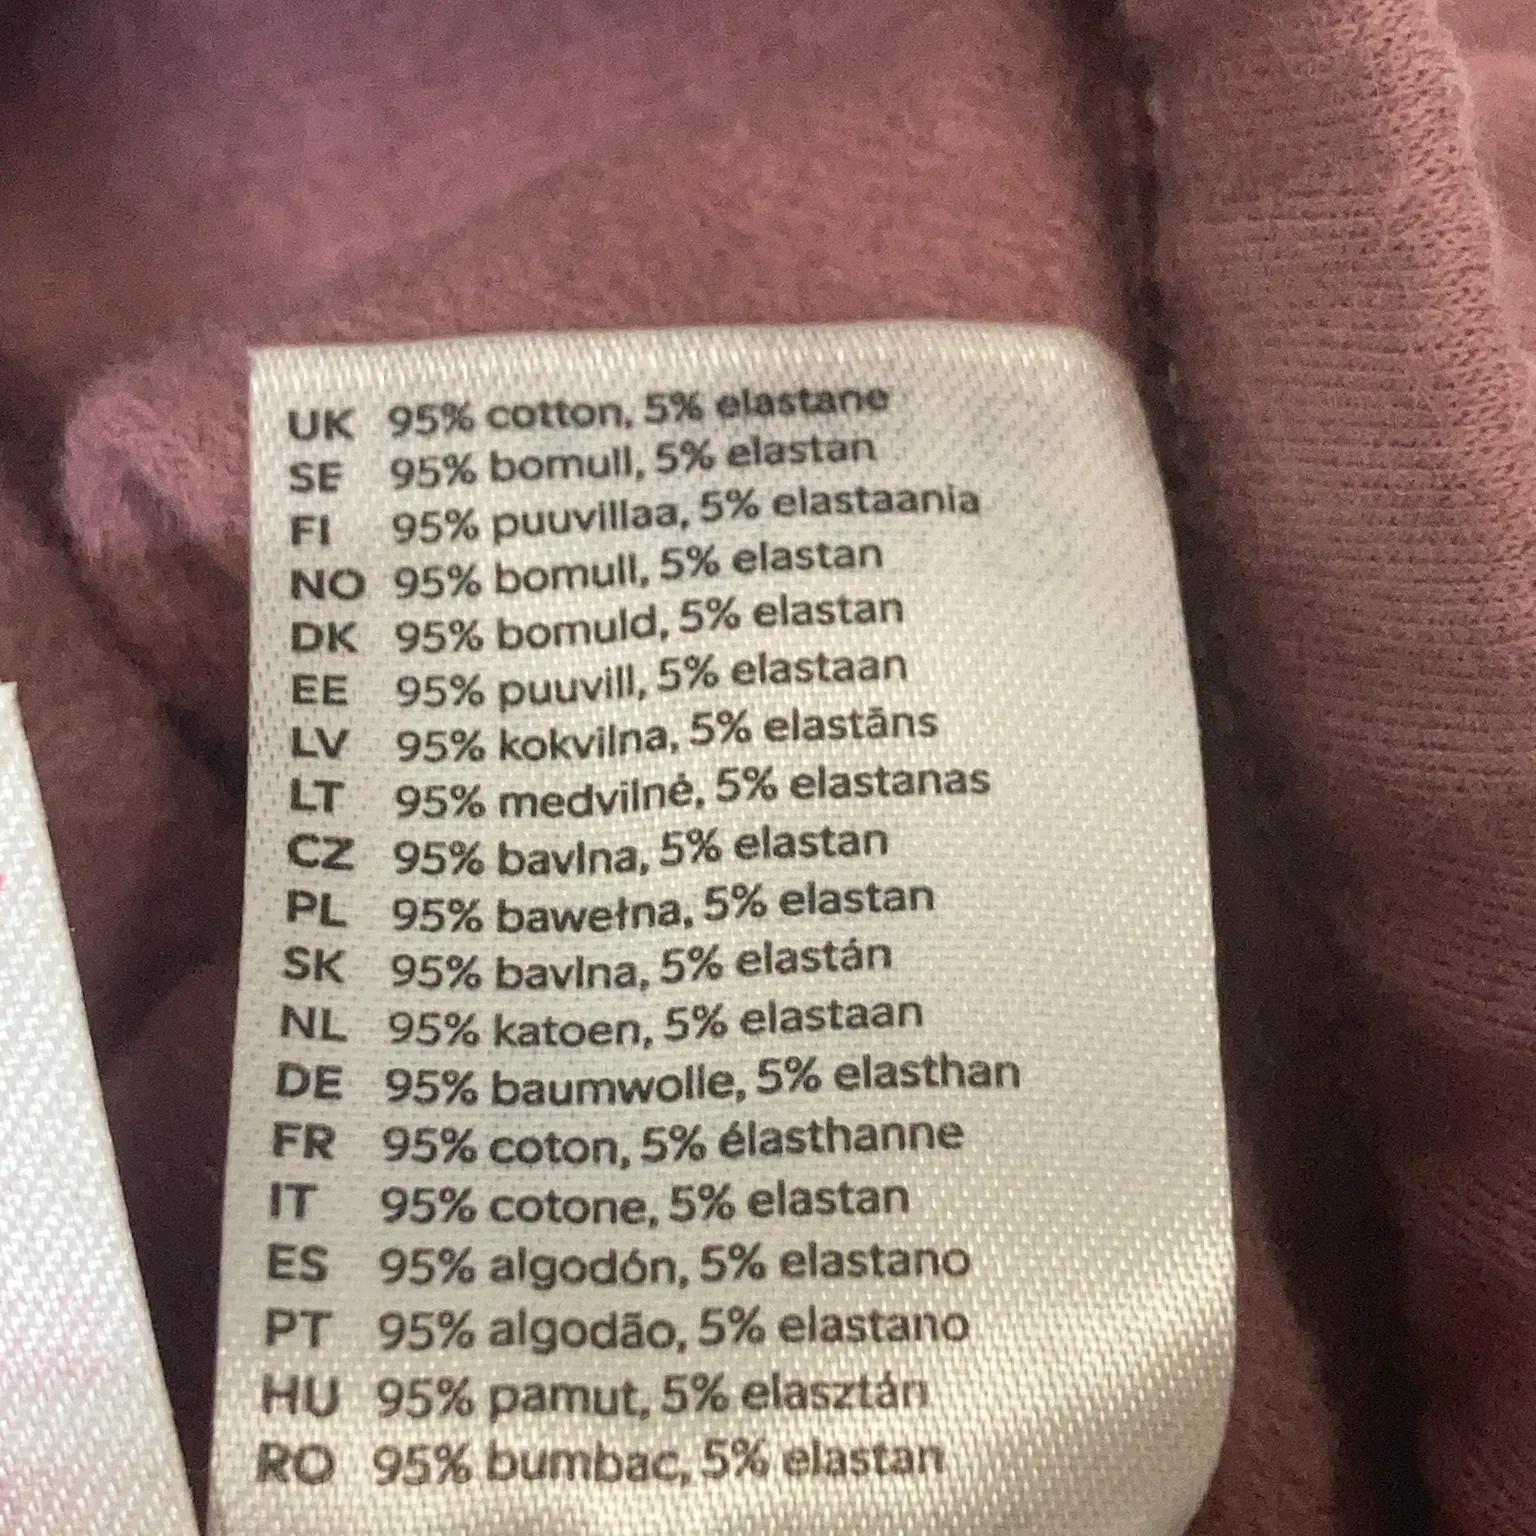 UK 95% cotton, 5% elastane
SE 95% bomull, 5% elastan
FI 95% puuvillaa, 5% elastaania
NO 95% bomull, 5% elastan
DK 95% bomuld, 5% elastan
EE 95% puuvill, 5% elastaan
LV 95% kokvilna, 5% elastāns
LT 95% medvilnė, 5% elastanas
CZ 95% bavlna, 5% elastan
PL 95% bawełna, 5% elastan
SK 95% bavlna, 5% elastán
NL 95% katoen, 5% elastaan
DE 95% baumwolle, 5% elasthan
FR 95% coton, 5% élasthanne
IT 95% cotone, 5% elastan
ES 95% algodón, 5% elastano
PT 95% algodão, 5% elastano
HU 95% pamut, 5% elasztán
RO 95% bumbac, 5% elastan